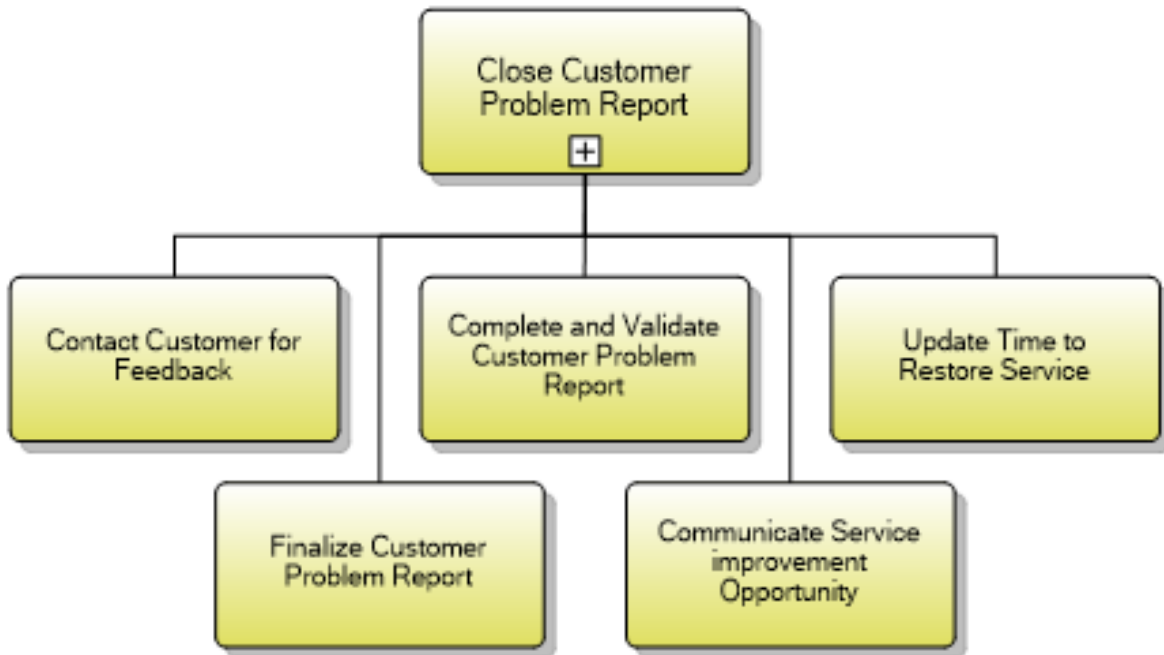 Close Customer
Problem Report
Contact Customer for
Feedback
Complete and Validate
Customer Problem
Report
Update Time to
Restore Service
Finalize Customer
Problem Report
Communicate Service
improvement
Opportunity